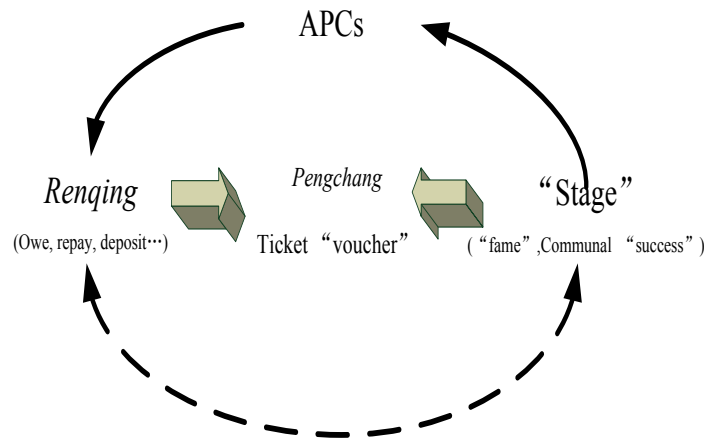 APCs
Renqing
Pengchang
“Stage”
(Owe, repay, deposit…)
Ticket “voucher”
(“fame”,Communal “success”)